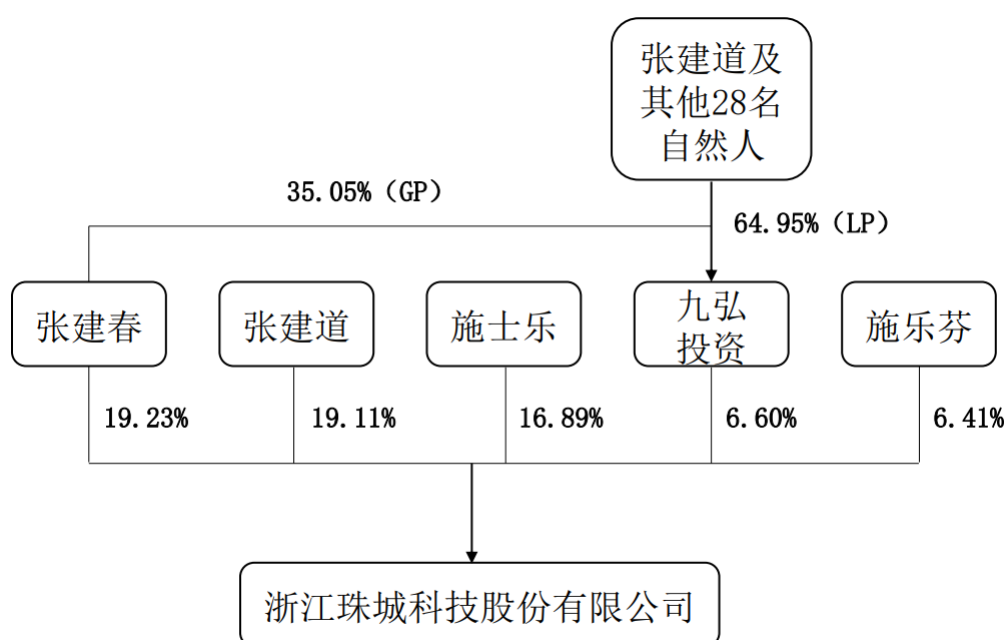 张建道及
其他28名
自然人
35.05%（GP）
64.95%（LP）
张建春
张建道
施士乐
九弘
投资
施乐芬
19.23%
19.11%
16.89%
6.60%
6.41%
浙江珠城科技股份有限公司